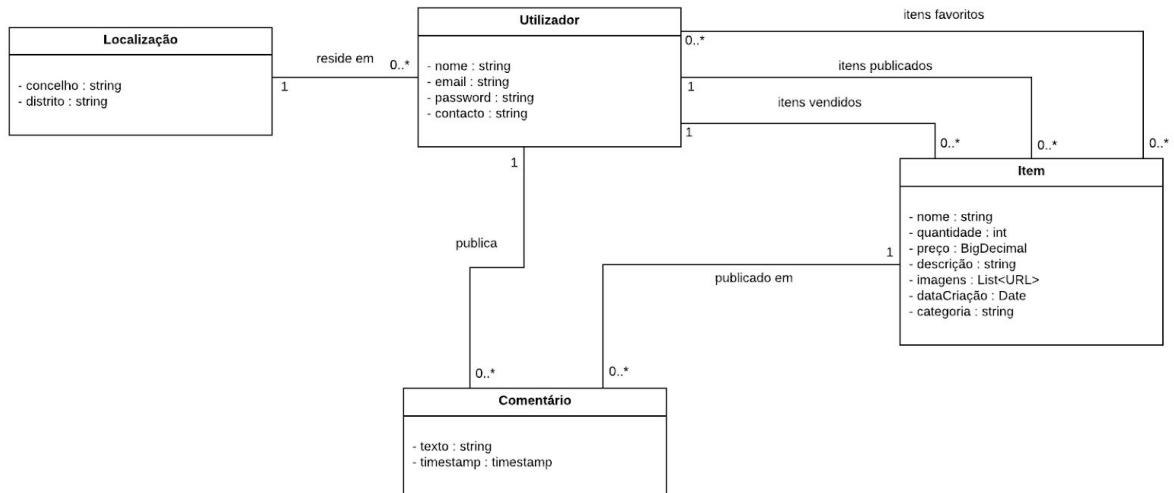 Localização
- concelho : string
- distrito : string
reside em
1
0..*
Utilizador
- nome : string
- email : string
- password : string
- contacto : string
itens favoritos
0..*
0..*
itens publicados
1
0..*
itens vendidos
1
0..*
Item
- nome : string
- quantidade : int
- preço : BigDecimal
- descrição : string
- imagens : List<URL>
- dataCriação : Date
- categoria : string
1
publica
0..*
1
publicado em
0..*
Comentário
- texto : string
- timestamp : timestamp